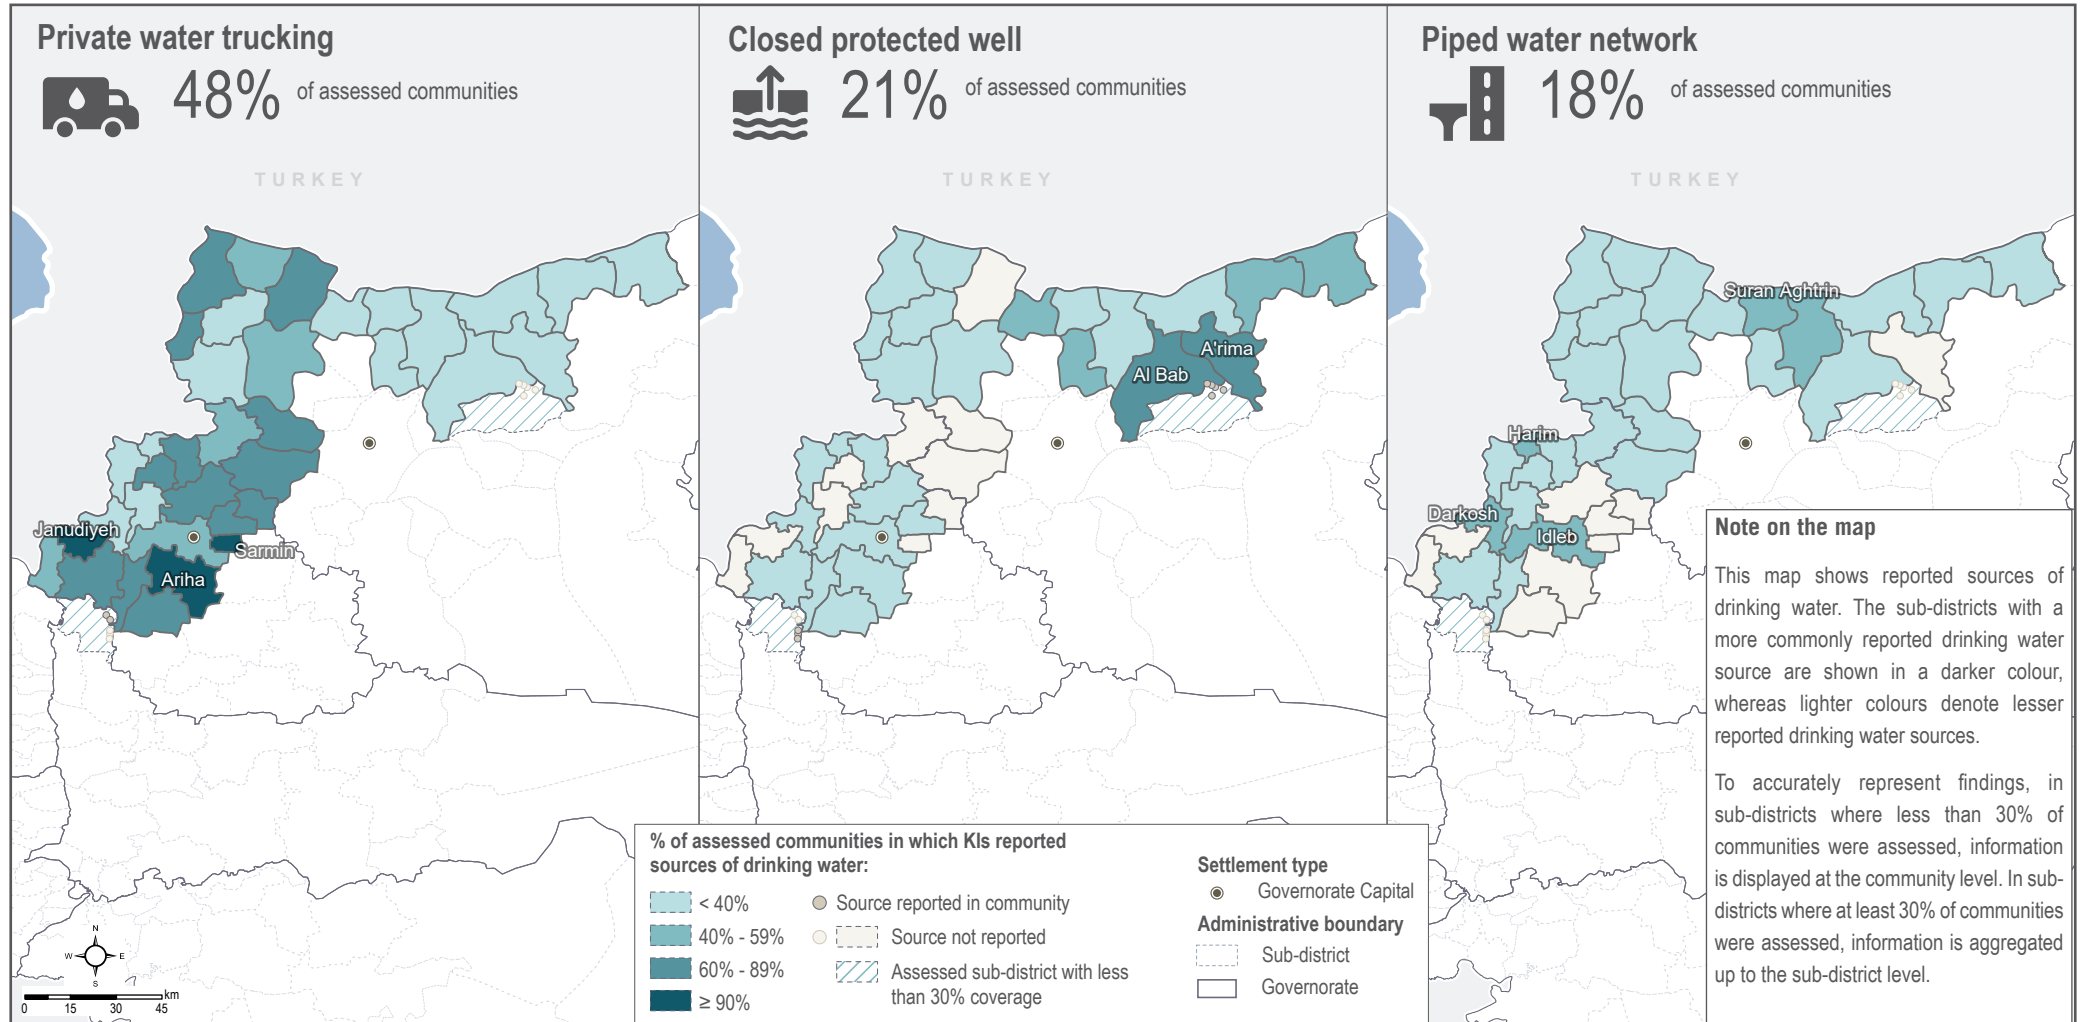 Private water trucking
48% of assessed communities
TURKEY
Janudiyeh
Sarmin
Ariha
N
W E
S
km
0 15 30 45
Closed protected well
21% of assessed communities
TURKEY
A'rima
Al Bab
Piped water network
18% of assessed communities
TURKEY
Suran Aghtrin
Harim
Darkosh
Idleb
% of assessed communities in which KIs reported
sources of drinking water:
< 40%
40% - 59%
60% - 89%
≥ 90%
Source reported in community
Source not reported
Assessed sub-district with less
than 30% coverage
Settlement type
Governorate Capital
Administrative boundary
Sub-district
Governorate
Note on the map
This map shows reported sources of
drinking water. The sub-districts with a
more commonly reported drinking water
source are shown in a darker colour,
whereas lighter colours denote lesser
reported drinking water sources.
To accurately represent findings, in
sub-districts where less than 30% of
communities were assessed, information
is displayed at the community level. In sub-
districts where at least 30% of communities
were assessed, information is aggregated
up to the sub-district level.